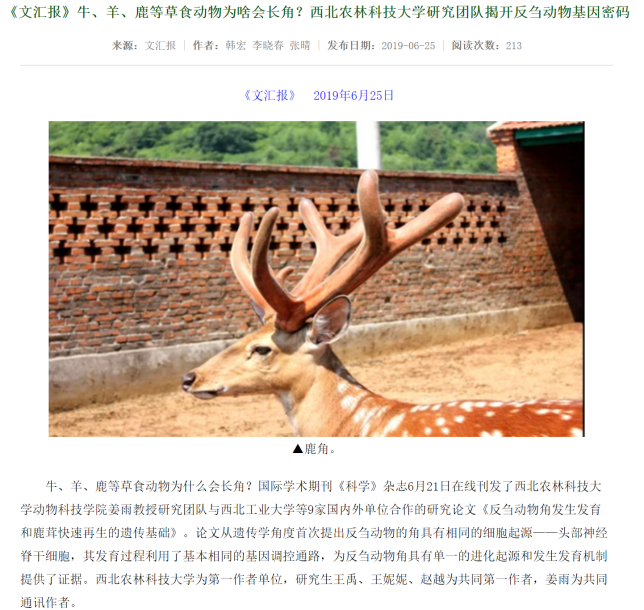 《文汇报》牛、羊、鹿等草食动物为啥会长角？西北农林科技大学研究团队揭开反刍动物基因密码
来源：文汇报 | 作者：韩宏 李晓春 张晴 | 发布日期：2019-06-25 | 阅读次数：213
《文汇报》 2019年6月25日
▲鹿角。
牛、羊、鹿等草食动物为什么会长角？国际学术期刊《科学》杂志6月21日在线刊发了西北农林科技大
学动物科技学院姜雨教授研究团队与西北工业大学等9家国内外单位合作的研究论文《反刍动物角发生发育
和鹿茸快速再生的遗传基础》。论文从遗传学角度首次提出反刍动物的角具有相同的细胞起源——头部神经
脊干细胞，其发育过程利用了基本相同的基因调控通路，为反刍动物角具有单一的进化起源和发生发育机制
提供了证据。西北农林科技大学为第一作者单位，研究生王禹、王妮妮、赵越为共同第一作者，姜雨为共同
通讯作者。